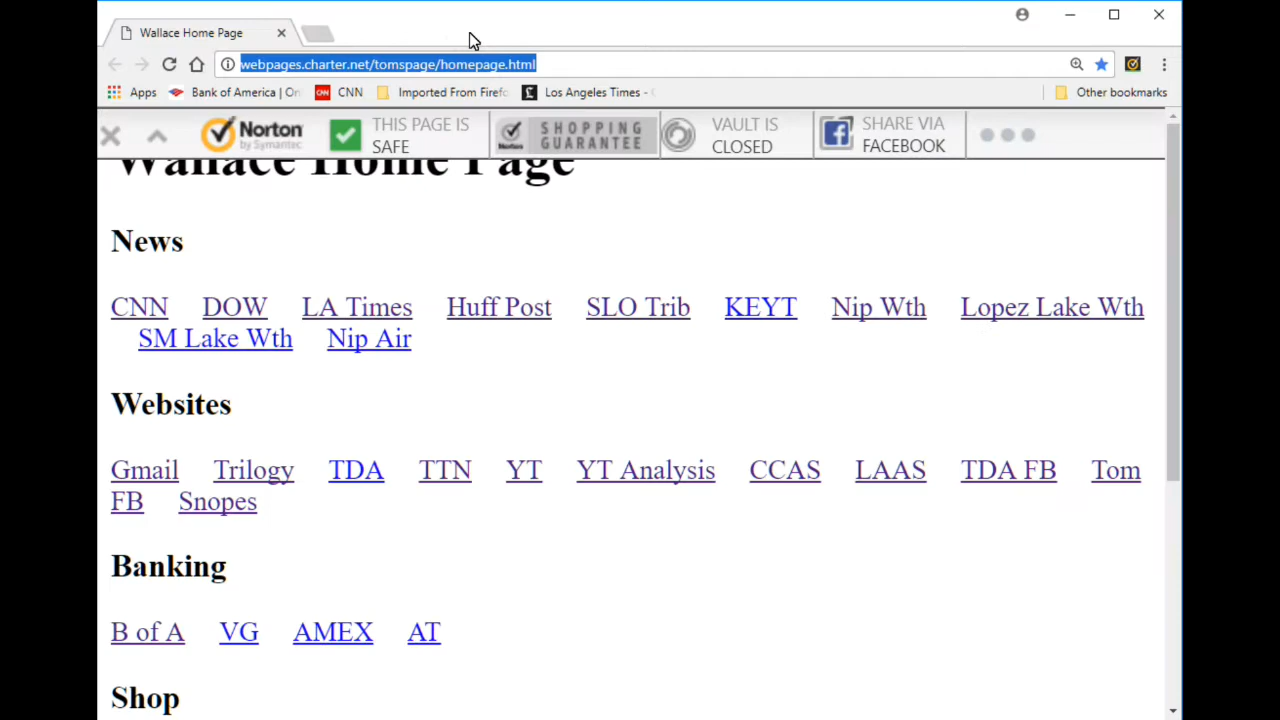 Wallace Home Page
webpages.charter.net/tomspage/homepage.html
Apps Bank of America | On CNN Imported From Firefo Los Angeles Times - Other bookmarks
Norton by Symantec THIS PAGE IS SAFE Norton SHOPPING GUARANTEE VAULT IS CLOSED SHARE VIA FACEBOOK
Wallace Home Page
News
CNN DOW LA Times Huff Post SLO Trib KEYT Nip Wth Lopez Lake Wth
SM Lake Wth Nip Air
Websites
Gmail Trilogy TDA TTN YT YT Analysis CCAS LAAS TDA FB Tom
FB Snopes
Banking
B of A VG AMEX AT
Shop